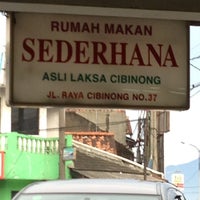 RUMAH MAKAN
SEDERHANA
ASLI LAKSA CIBINONG
JL. RAYA CIBINONG NO.37